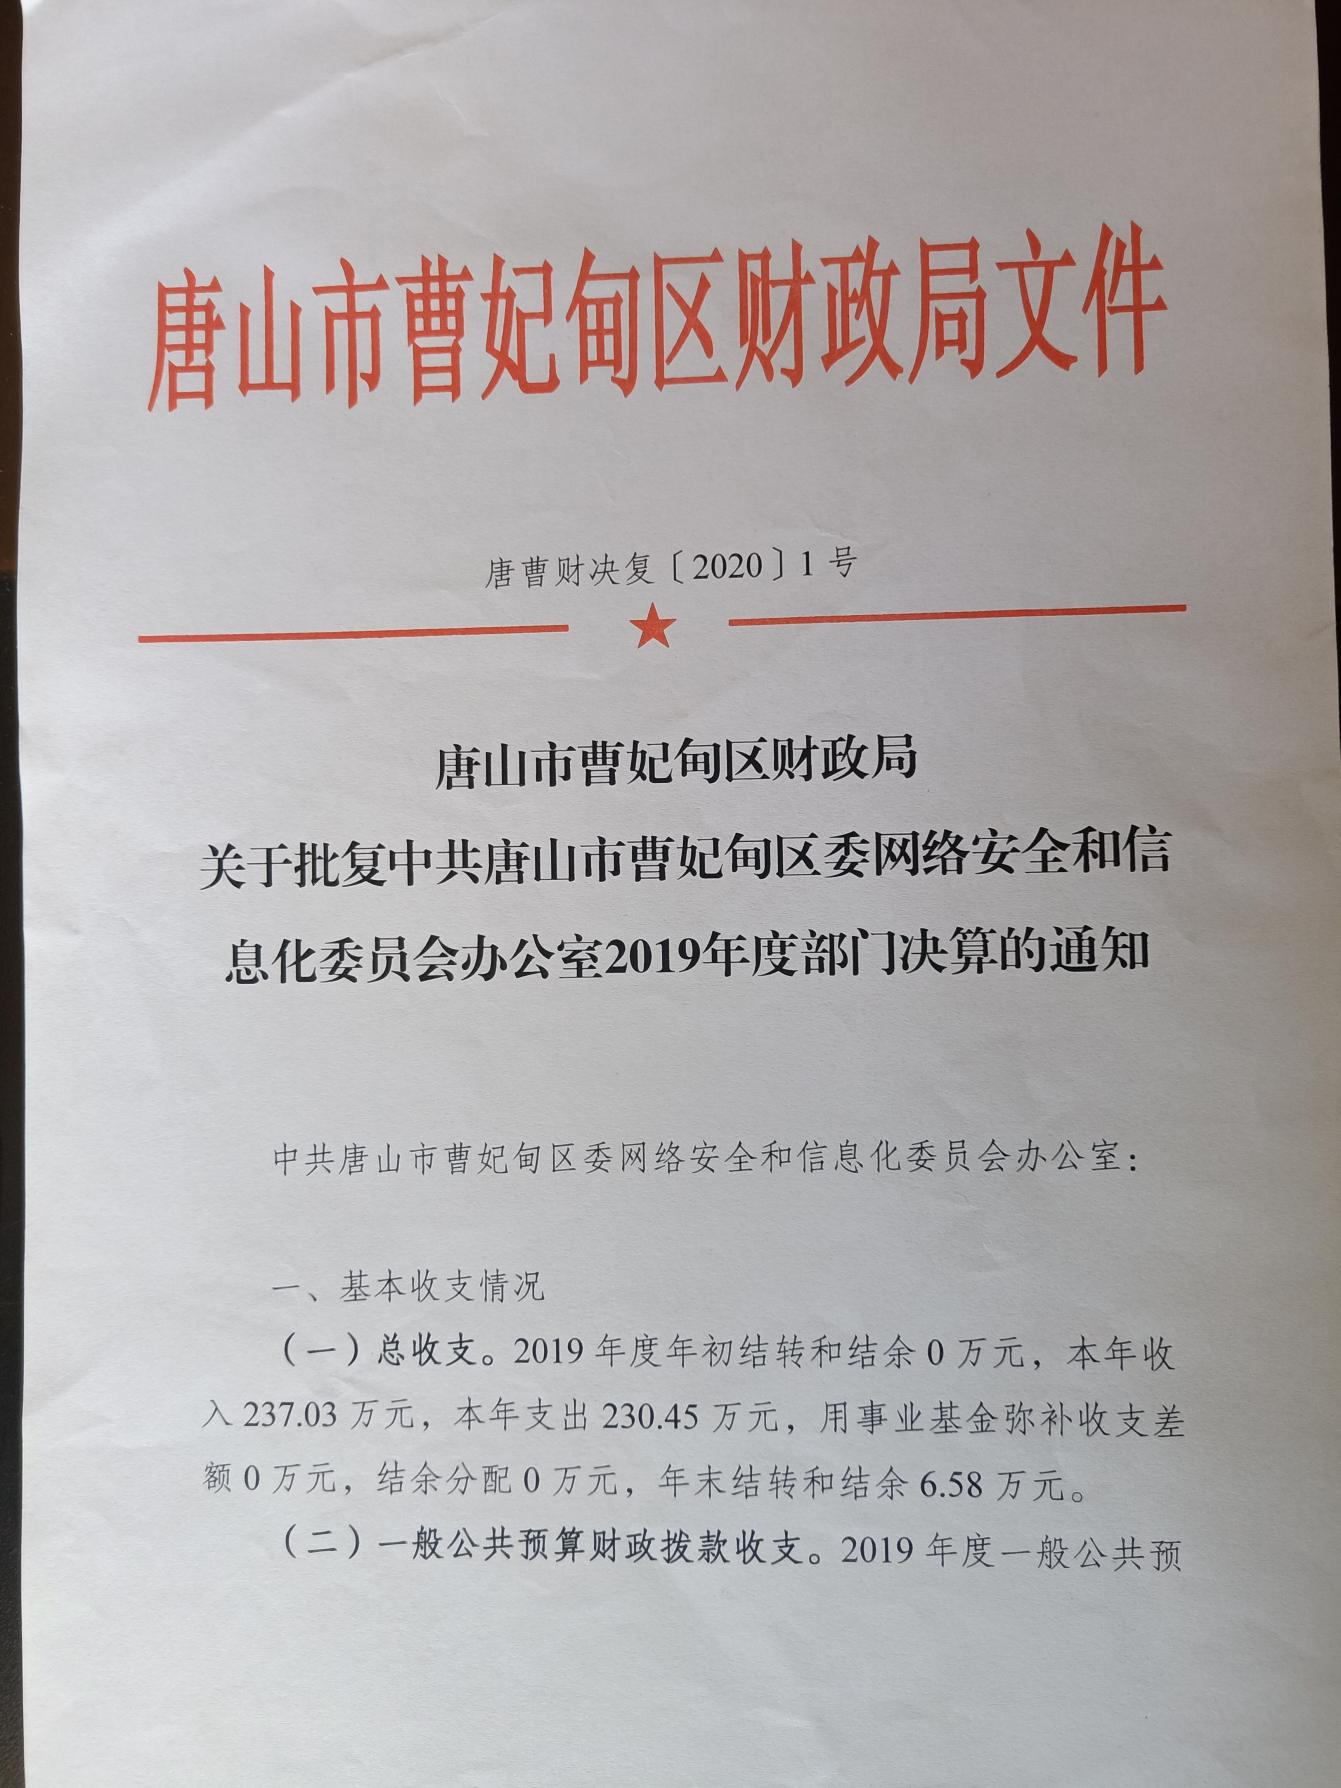 唐山市曹妃甸区财政局文件
唐曹财决复〔2020〕1号
唐山市曹妃甸区财政局
关于批复中共唐山市曹妃甸区委网络安全和信
息化委员会办公室2019年度部门决算的通知
中共唐山市曹妃甸区委网络安全和信息化委员会办公室：
一、基本收支情况
（一）总收支。2019年度年初结转和结余0万元，本年收
入237.03万元，本年支出230.45万元，用事业基金弥补收支差
额0万元，结余分配0万元，年末结转和结余6.58万元。
（二）一般公共预算财政拨款收支。2019年度一般公共预